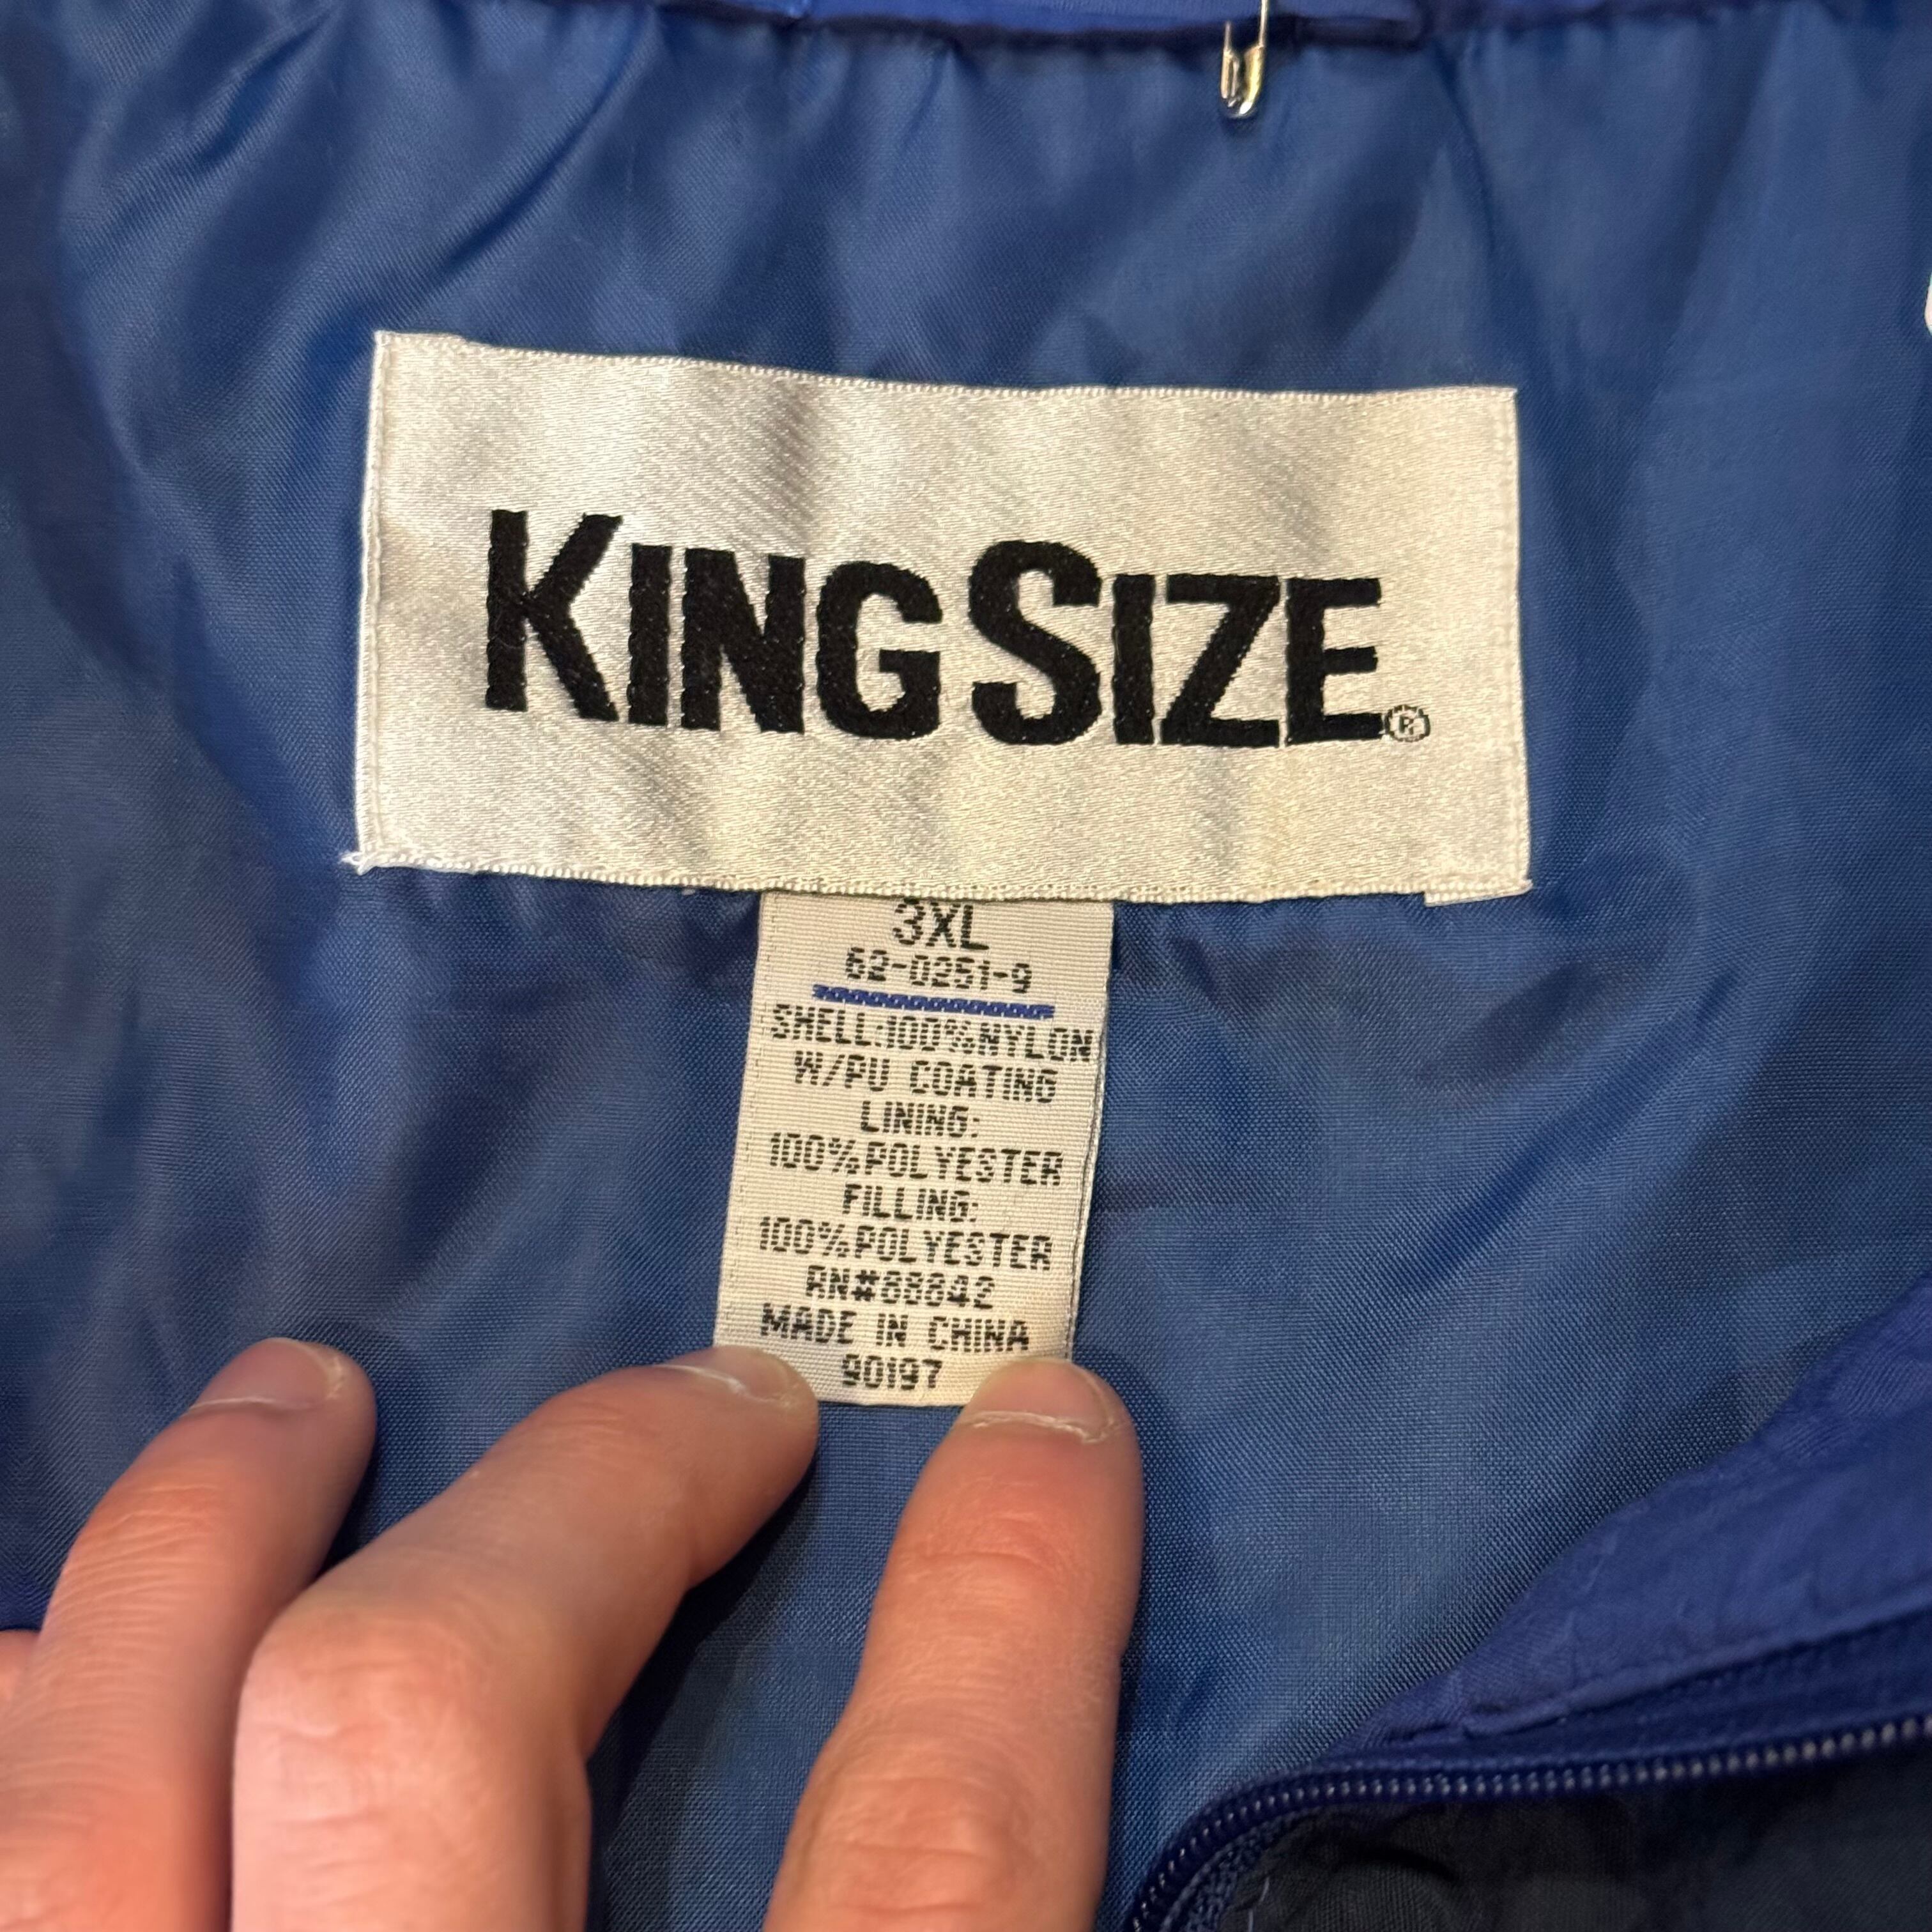 KINGSIZE®
3XL
62-0251-9
SHELL:100%NYLON
W/PU COATING
LINING:
100%POLYESTER
FILLING:
100%POLYESTER
RN#88842
MADE IN CHINA
90197